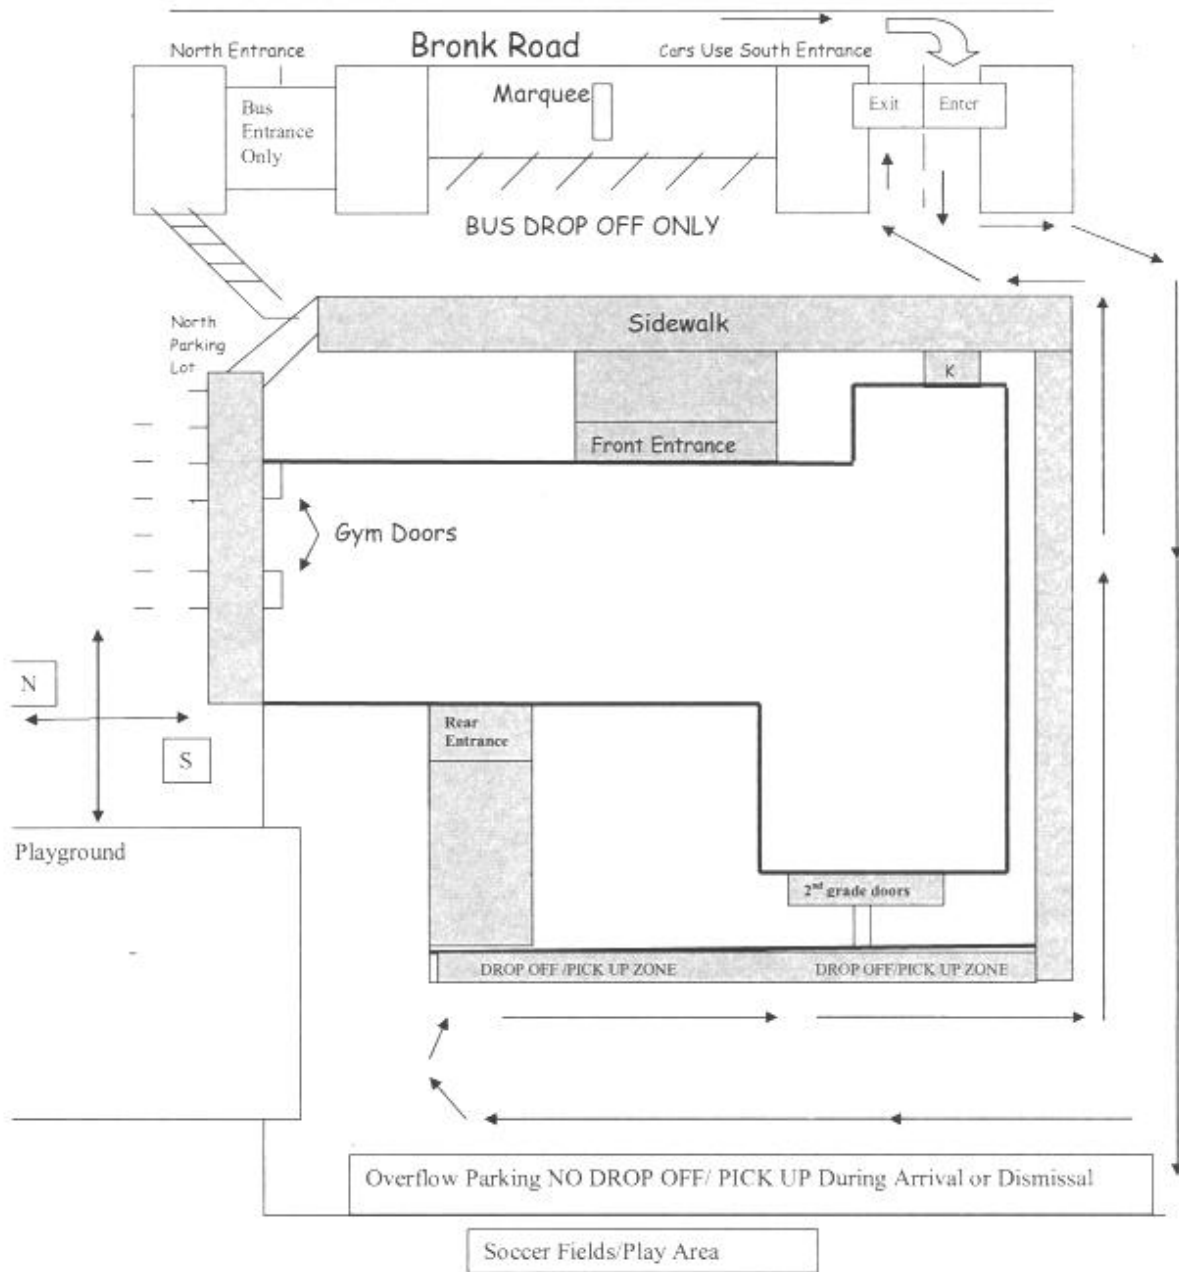 North Entrance
Bronk Road
Cars Use South Entrance
Marquee
Exit
Enter
Bus
Entrance
Only
BUS DROP OFF ONLY
Sidewalk
North
Parking
Lot
K
Front Entrance
Gym Doors
N
S
Rear
Entrance
Playground
2nd grade doors
DROP OFF /PICK UP ZONE
DROP OFF/PICK UP ZONE
Overflow Parking NO DROP OFF/ PICK UP During Arrival or Dismissal
Soccer Fields/Play Area